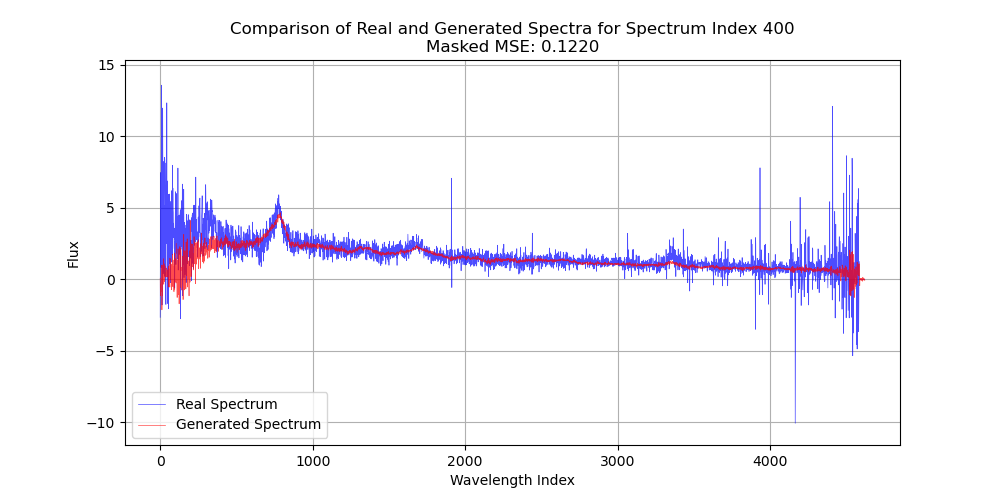 Comparison of Real and Generated Spectra for Spectrum Index 400
Masked MSE: 0.1220
15
10
5
0
−5
−10
Flux
Real Spectrum
Generated Spectrum
0 1000 2000 3000 4000
Wavelength Index